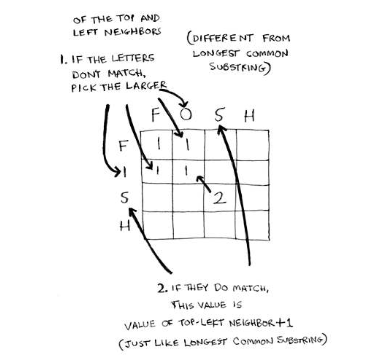 OF THE TOP AND
LEFT NEIGHBORS
(DIFFERENT FROM
LONGEST COMMON
SUBSTRING)
1. IF THE LETTERS
DONT MATCH,
PICK THE LARGER
F O S H
F 1 1
I 1 1
S 2
H
2. IF THEY DO MATCH,
THIS VALUE IS
VALUE OF TOP-LEFT NEIGHBOR+1
(JUST LIKE LONGEST COMMON SUBSTRING)